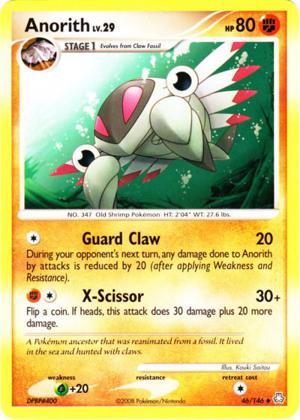 Anorith LV.29 HP 80
STAGE 1 Evolves from Claw Fossil
NO. 347 Old Shrimp Pokémon HT: 2'04" WT: 27.6 lbs.
Guard Claw 20
During your opponent's next turn, any damage done to Anorith
by attacks is reduced by 20 (after applying Weakness and
Resistance).
X-Scissor 30+
Flip a coin. If heads, this attack does 30 damage plus 20 more
damage.
A Pokémon ancestor that was reanimated from a fossil. It lived
in the sea and hunted with claws.
Illus. Kouki Saitou
weakness resistance retreat cost
+20
DPBP#400 ©2008 Pokémon/Nintendo 46/146